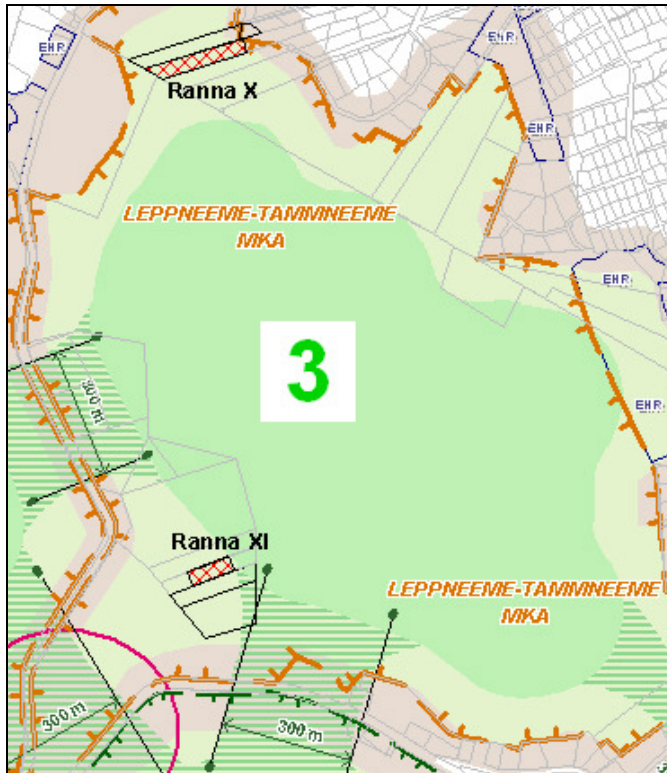 EHR
EHR
Ranna X
EHR
LEPPNEEME-TAMMNEEME
MKA
EHR
3
300 m
EHR
Ranna XI
LEPPNEEME-TAMMNEEME
MKA
300 m
300 m